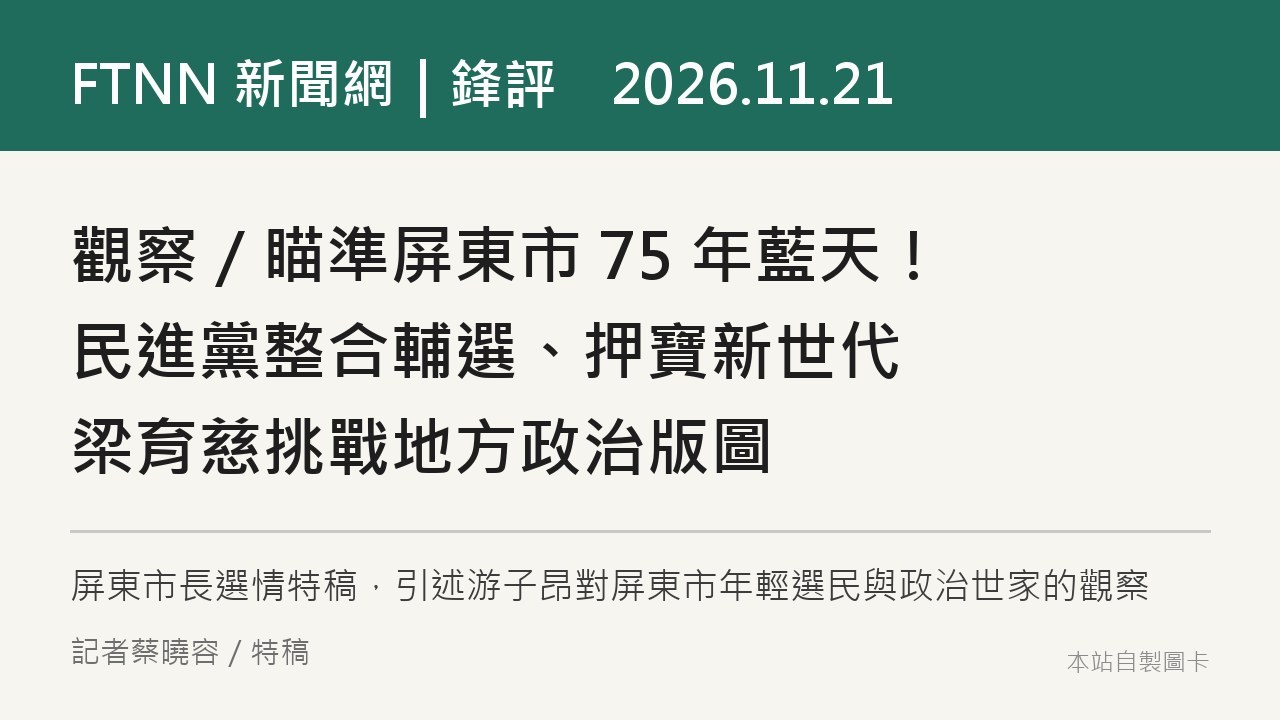 FTNN 新聞網 | 鋒評　2026.11.21
觀察 / 瞄準屏東市 75 年藍天！
民進黨整合輔選、押寶新世代
梁育慈挑戰地方政治版圖
屏東市長選情特稿，引述游子昂對屏東市年輕選民與政治世家的觀察
記者蔡曉容 / 特稿
本站自製圖卡